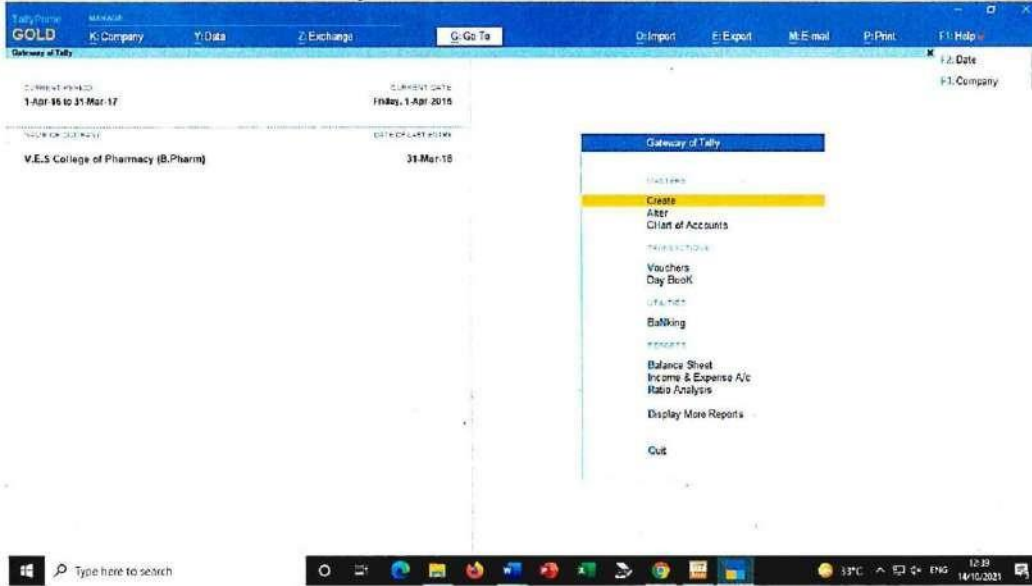 TallyPrime
GOLD
MANAGE
K: Company
Y: Data
Z: Exchange
G: Go To
O: Import
E: Export
M: E-mail
P: Print
F1: Help
Gateway of Tally
F2: Date
F3: Company
CURRENT PERIOD
CURRENT DATE
1-Apr-16 to 31-Mar-17
Friday, 1-Apr-2016
NAME OF COMPANY
DATE OF LAST ENTRY
V.E.S College of Pharmacy (B.Pharm)
31-Mar-18
Gateway of Tally
MASTERS
Create
Alter
CHart of Accounts
TRANSACTIONS
Vouchers
Day BooK
UTILITIES
BaNking
REPORTS
Balance Sheet
Income & Expense A/c
Ratio Analysis
Display More Reports
Quit
Type here to search
33°C
ENG
12:39
14/10/2021